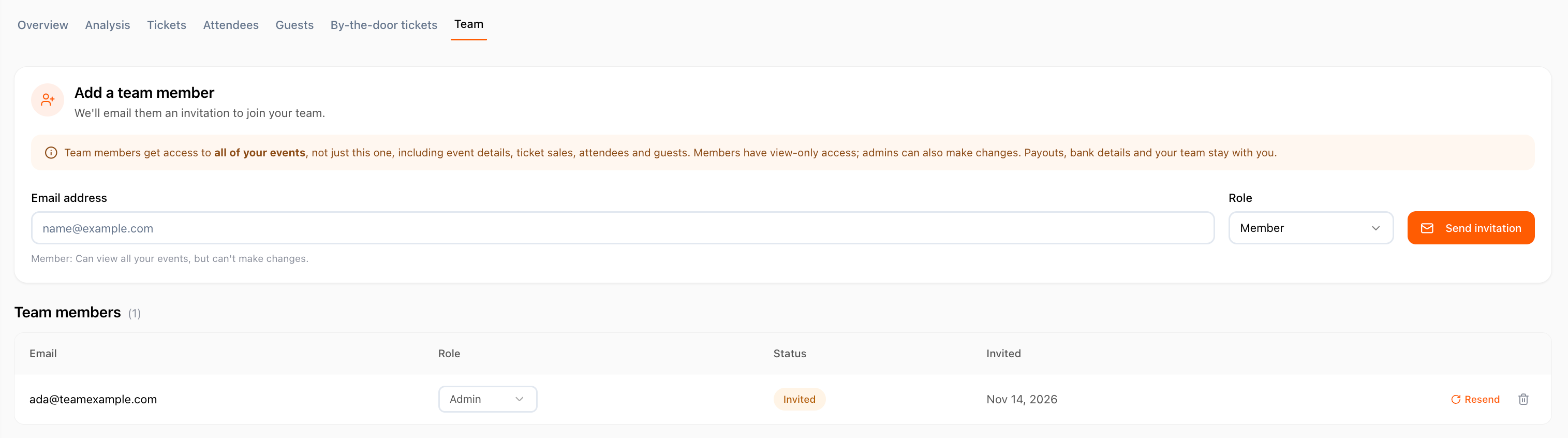 Overview Analysis Tickets Attendees Guests By-the-door tickets Team
Add a team member
We'll email them an invitation to join your team.
Team members get access to all of your events, not just this one, including event details, ticket sales, attendees and guests. Members have view-only access; admins can also make changes. Payouts, bank details and your team stay with you.
Email address Role
name@example.com Member Send invitation
Member: Can view all your events, but can't make changes.
Team members (1)
Email Role Status Invited
ada@teamexample.com Admin Invited Nov 14, 2026 Resend